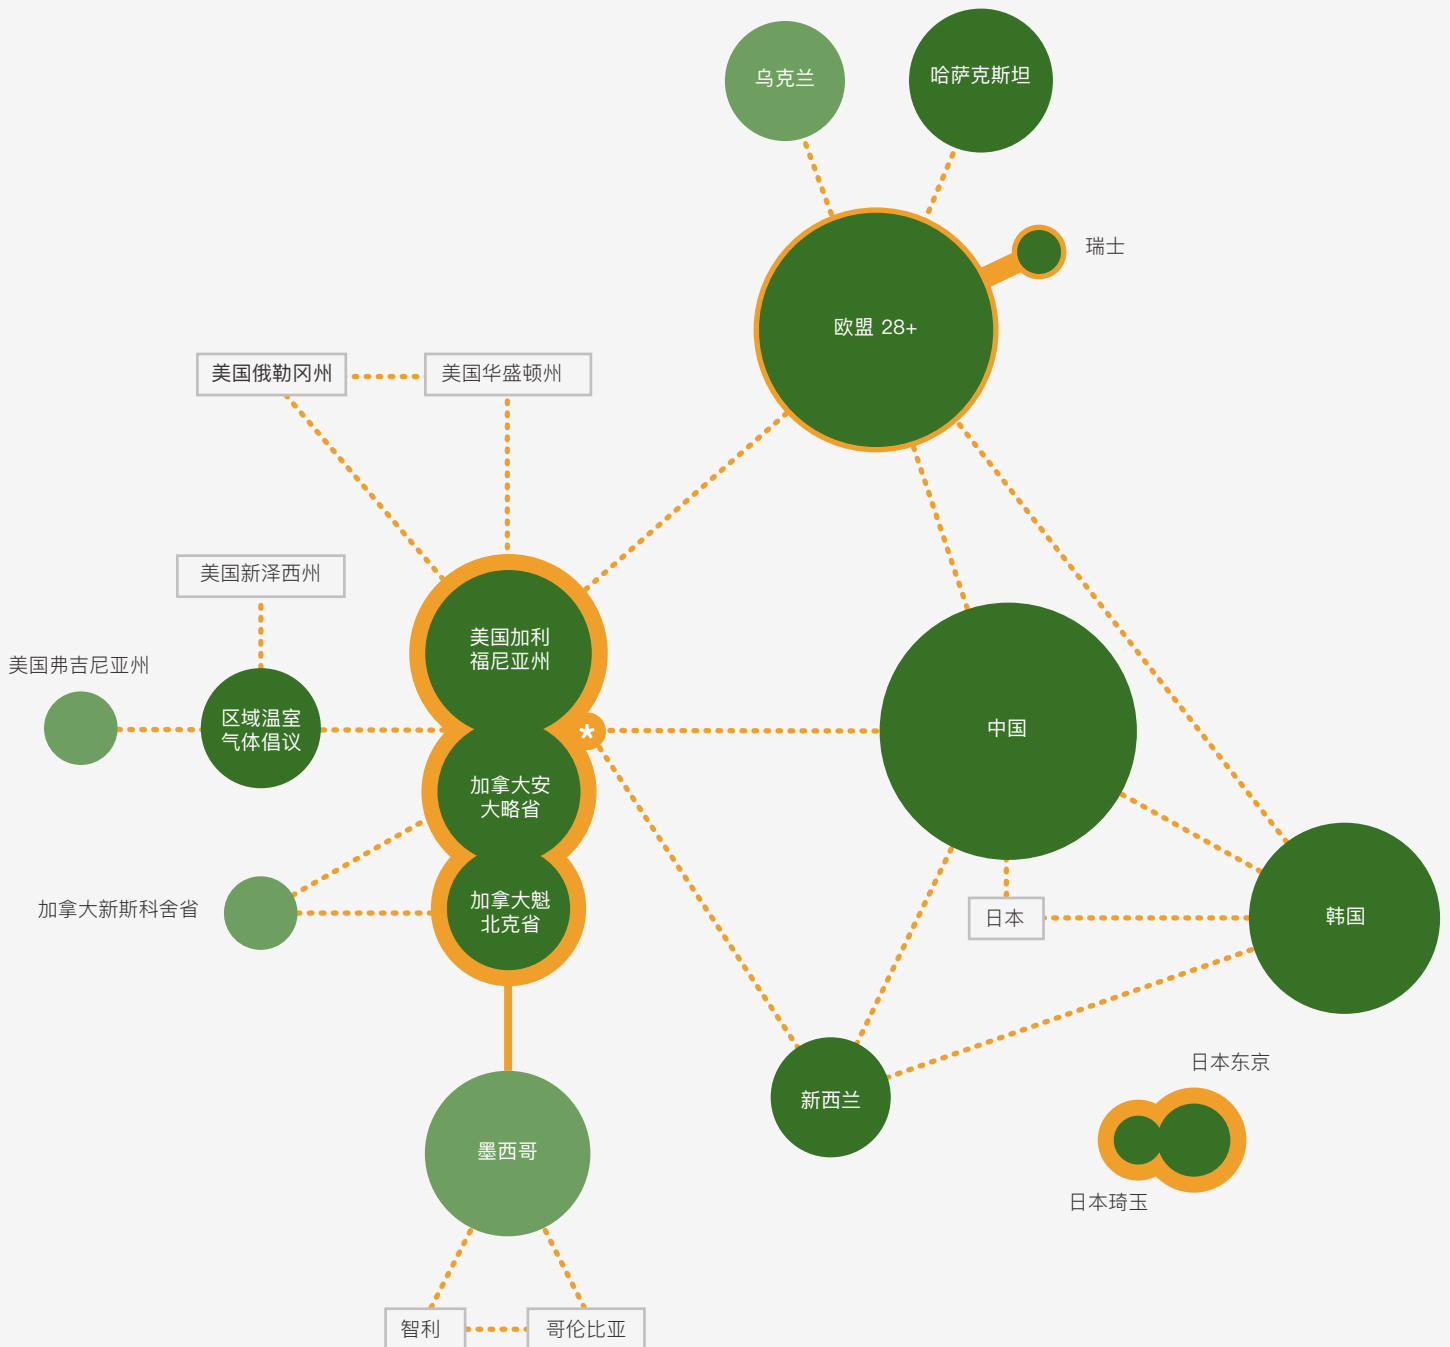 乌克兰
哈萨克斯坦
瑞士
欧盟 28+
美国俄勒冈州
美国华盛顿州
美国新泽西州
美国加利
福尼亚州
美国弗吉尼亚州
区域温室
气体倡议
*
中国
加拿大安
大略省
加拿大新斯科舍省
加拿大魁
北克省
日本
韩国
日本东京
新西兰
墨西哥
日本琦玉
智利
哥伦比亚